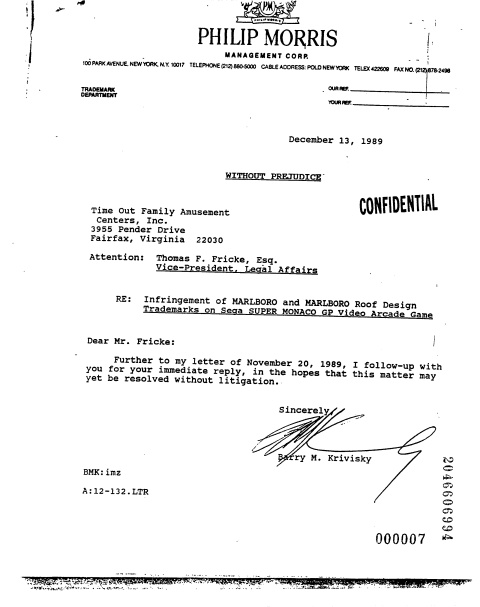 PHILIP MORRIS
MANAGEMENT CORP.
100 PARK AVENUE, NEW YORK, N.Y. 10017 TELEPHONE (212) 880-5000 CABLE ADDRESS: POLD NEW YORK TELEX 422609 FAX NO. (212) 878-2498
TRADEMARK
DEPARTMENT
OUR REF.
YOUR REF.
December 13, 1989
WITHOUT PREJUDICE
CONFIDENTIAL
Time Out Family Amusement
Centers, Inc.
3955 Pender Drive
Fairfax, Virginia 22030
Attention: Thomas F. Fricke, Esq.
Vice-President, Legal Affairs
RE: Infringement of MARLBORO and MARLBORO Roof Design
Trademarks on Sega SUPER MONACO GP Video Arcade Game
Dear Mr. Fricke:
Further to my letter of November 20, 1989, I follow-up with
you for your immediate reply, in the hopes that this matter may
yet be resolved without litigation.
Sincerely,
Barry M. Krivisky
BMK:imz
A:12-132.LTR
2046606994
000007